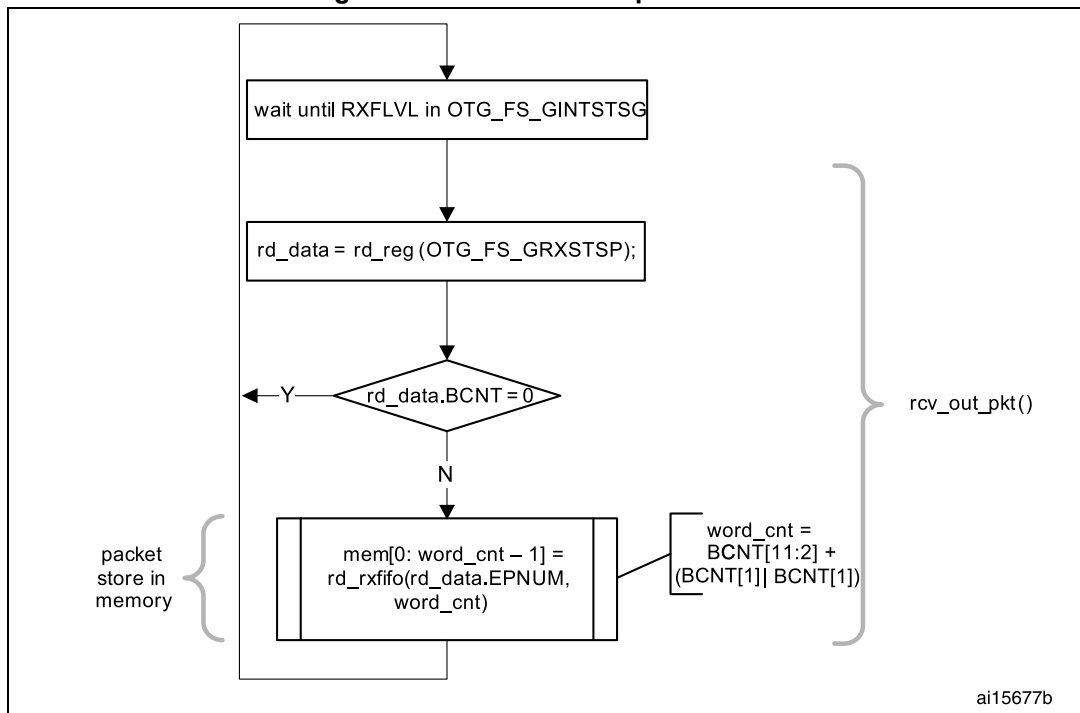 wait until RXFLVL in OTG_FS_GINTSTSG
rd_data = rd_reg (OTG_FS_GRXSTSP);
rd_data.BCNT = 0
Y
rcv_out_pkt()
N
packet
store in
memory
mem[0: word_cnt – 1] =
rd_rxfifo(rd_data.EPNUM,
word_cnt)
word_cnt =
BCNT[11:2] +
(BCNT[1] | BCNT[1])
ai15677b